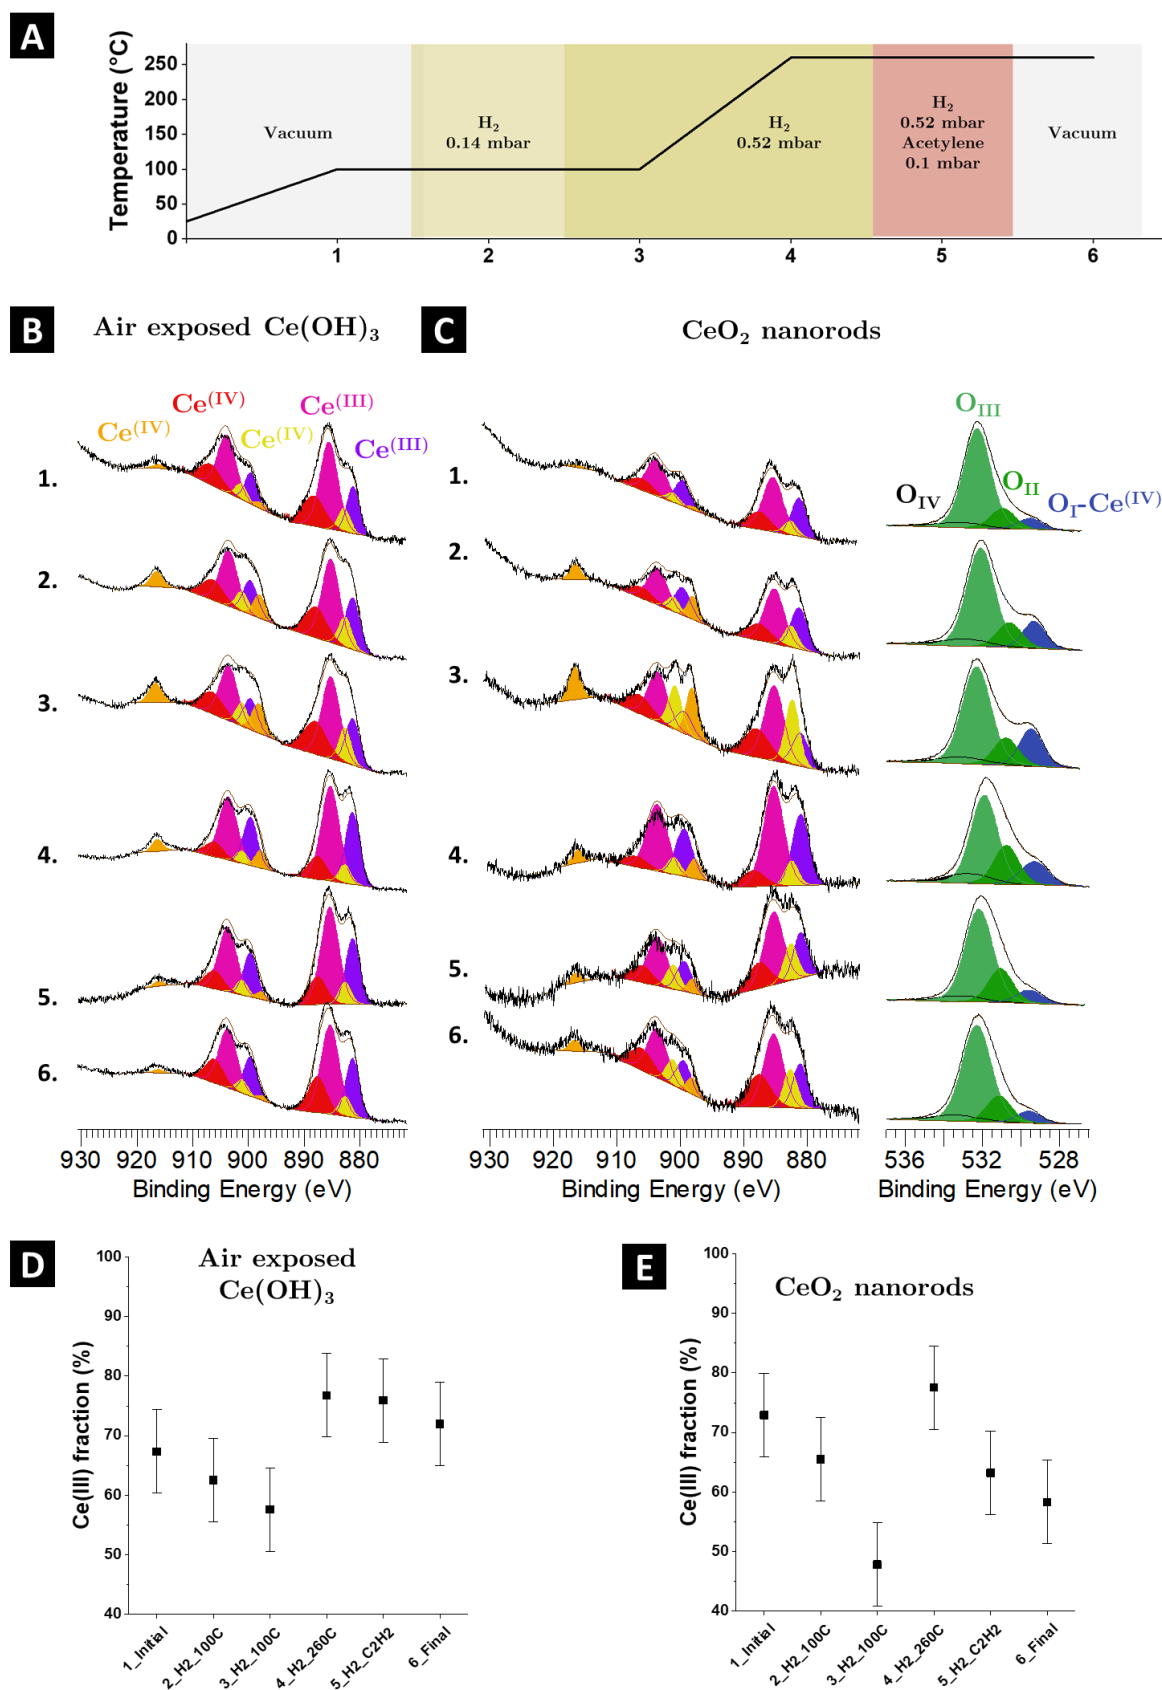 A
Temperature (°C)
250
200
150
100
50
0
Vacuum
H2
0.14 mbar
H2
0.52 mbar
H2
0.52 mbar
Acetylene
0.1 mbar
Vacuum
1 2 3 4 5 6
B
Air exposed Ce(OH)3
Ce(IV)
Ce(IV)
Ce(IV)
Ce(III)
Ce(III)
1.
2.
3.
4.
5.
6.
930 920 910 900 890 880
Binding Energy (eV)
C
CeO2 nanorods
OIII
OIV
OII
OI-Ce(IV)
1.
2.
3.
4.
5.
6.
930 920 910 900 890 880
Binding Energy (eV)
536 532 528
Binding Energy (eV)
D
Air exposed
Ce(OH)3
Ce(III) fraction (%)
100
90
80
70
60
50
40
1_Initial
2_H2_100C
3_H2_100C
4_H2_260C
5_H2_C2H2
6_Final
E
CeO2 nanorods
Ce(III) fraction (%)
100
90
80
70
60
50
40
1_Initial
2_H2_100C
3_H2_100C
4_H2_260C
5_H2_C2H2
6_Final